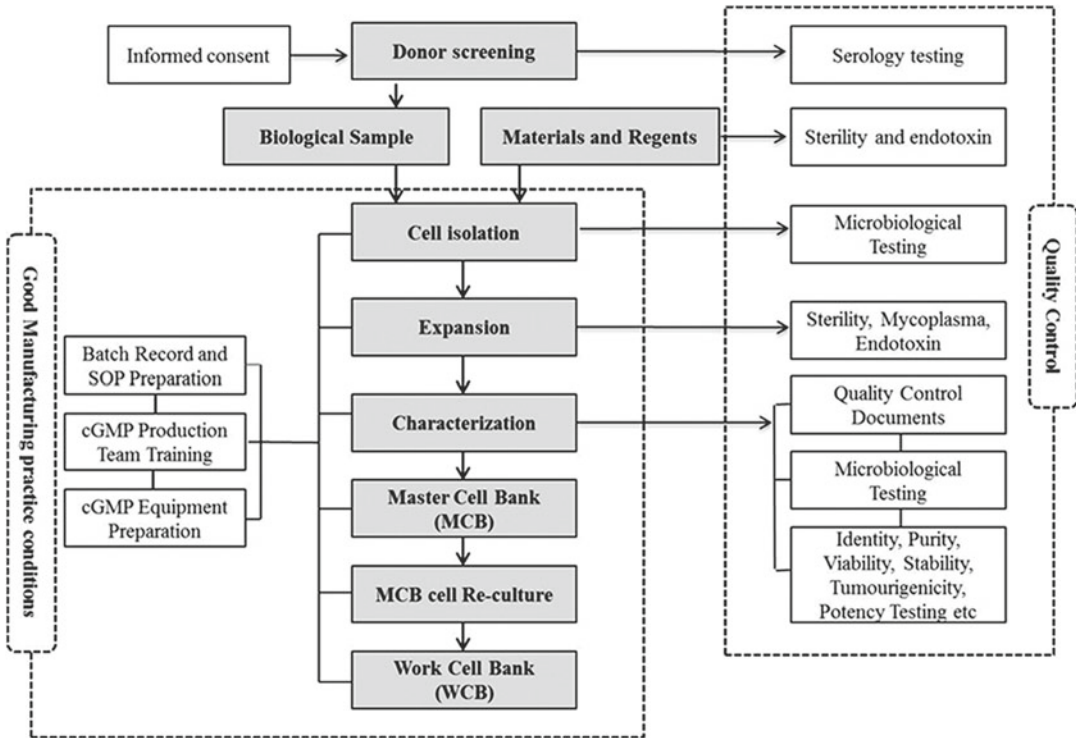 Informed consent
Donor screening
Serology testing
Biological Sample
Materials and Regents
Sterility and endotoxin
Cell isolation
Microbiological
Testing
Expansion
Sterility, Mycoplasma,
Endotoxin
Good Manufacturing practice conditions
Batch Record and
SOP Preparation
cGMP Production
Team Training
cGMP Equipment
Preparation
Characterization
Quality Control
Documents
Microbiological
Testing
Identity, Purity,
Viability, Stability,
Tumourigenicity,
Potency Testing etc
Master Cell Bank
(MCB)
MCB cell Re-culture
Work Cell Bank
(WCB)
Quality Control